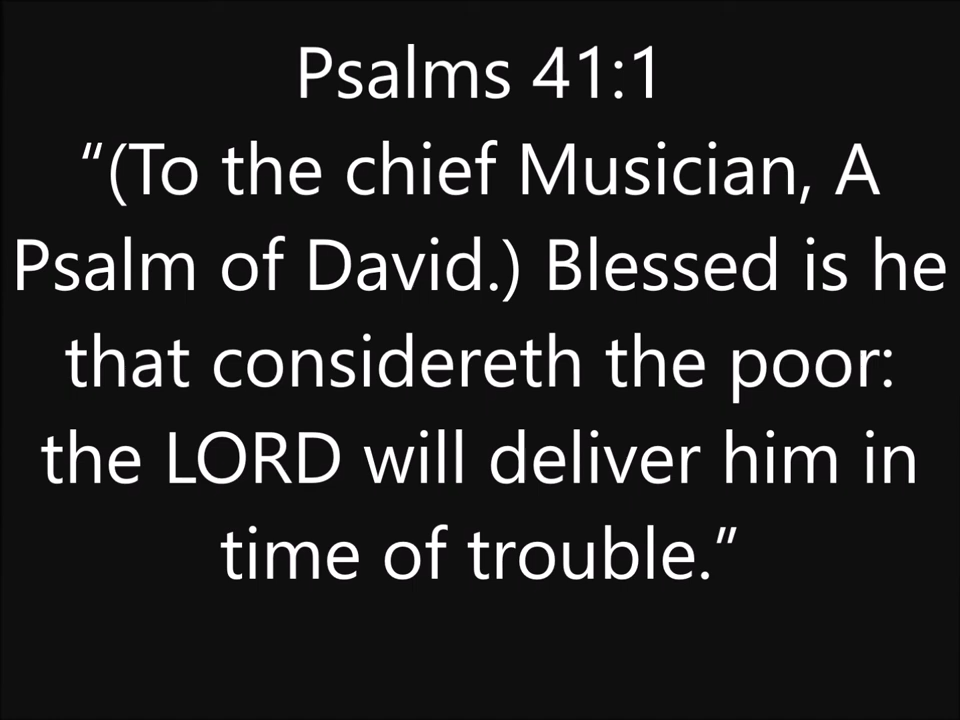 Psalms 41:1
“(To the chief Musician, A
Psalm of David.) Blessed is he
that considereth the poor:
the LORD will deliver him in
time of trouble.”